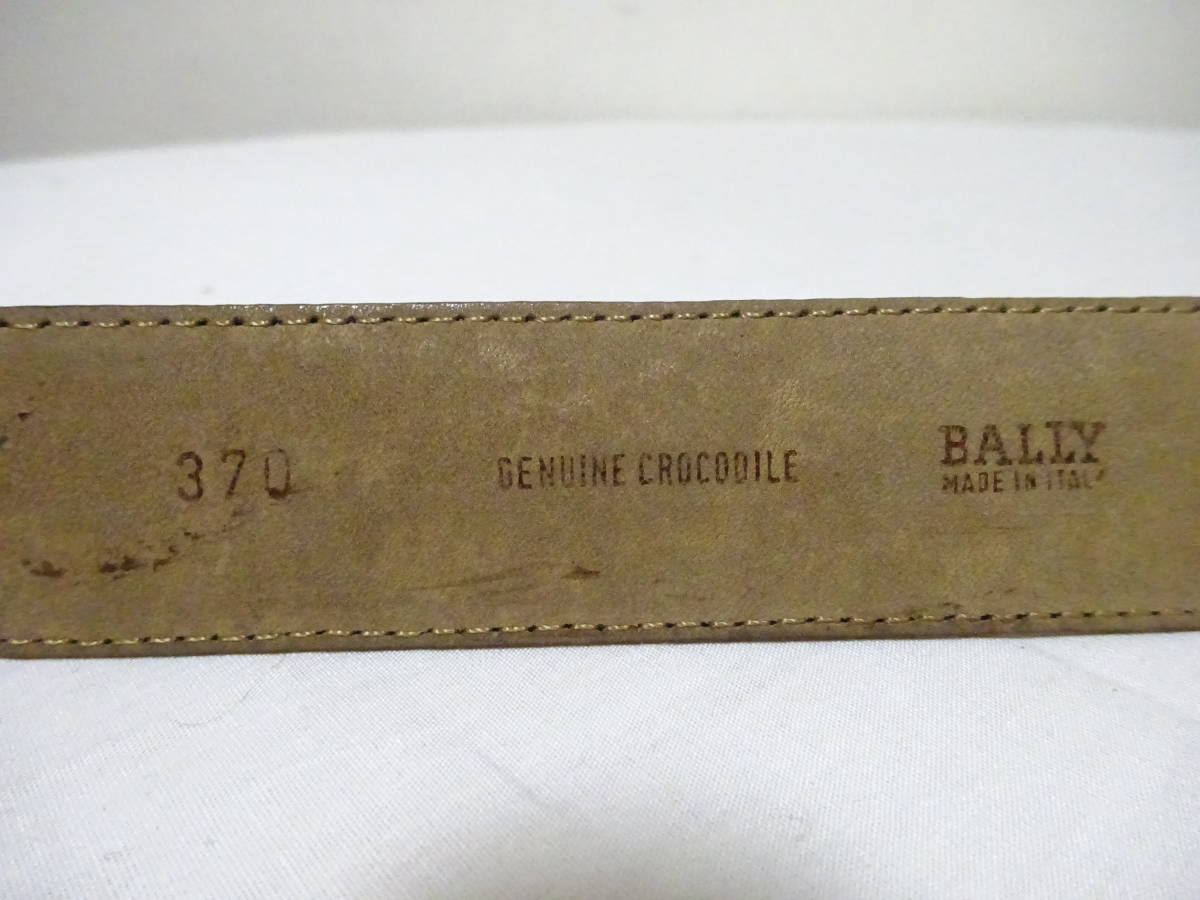 370
GENUINE CROCODILE
BALLY
MADE IN ITALY